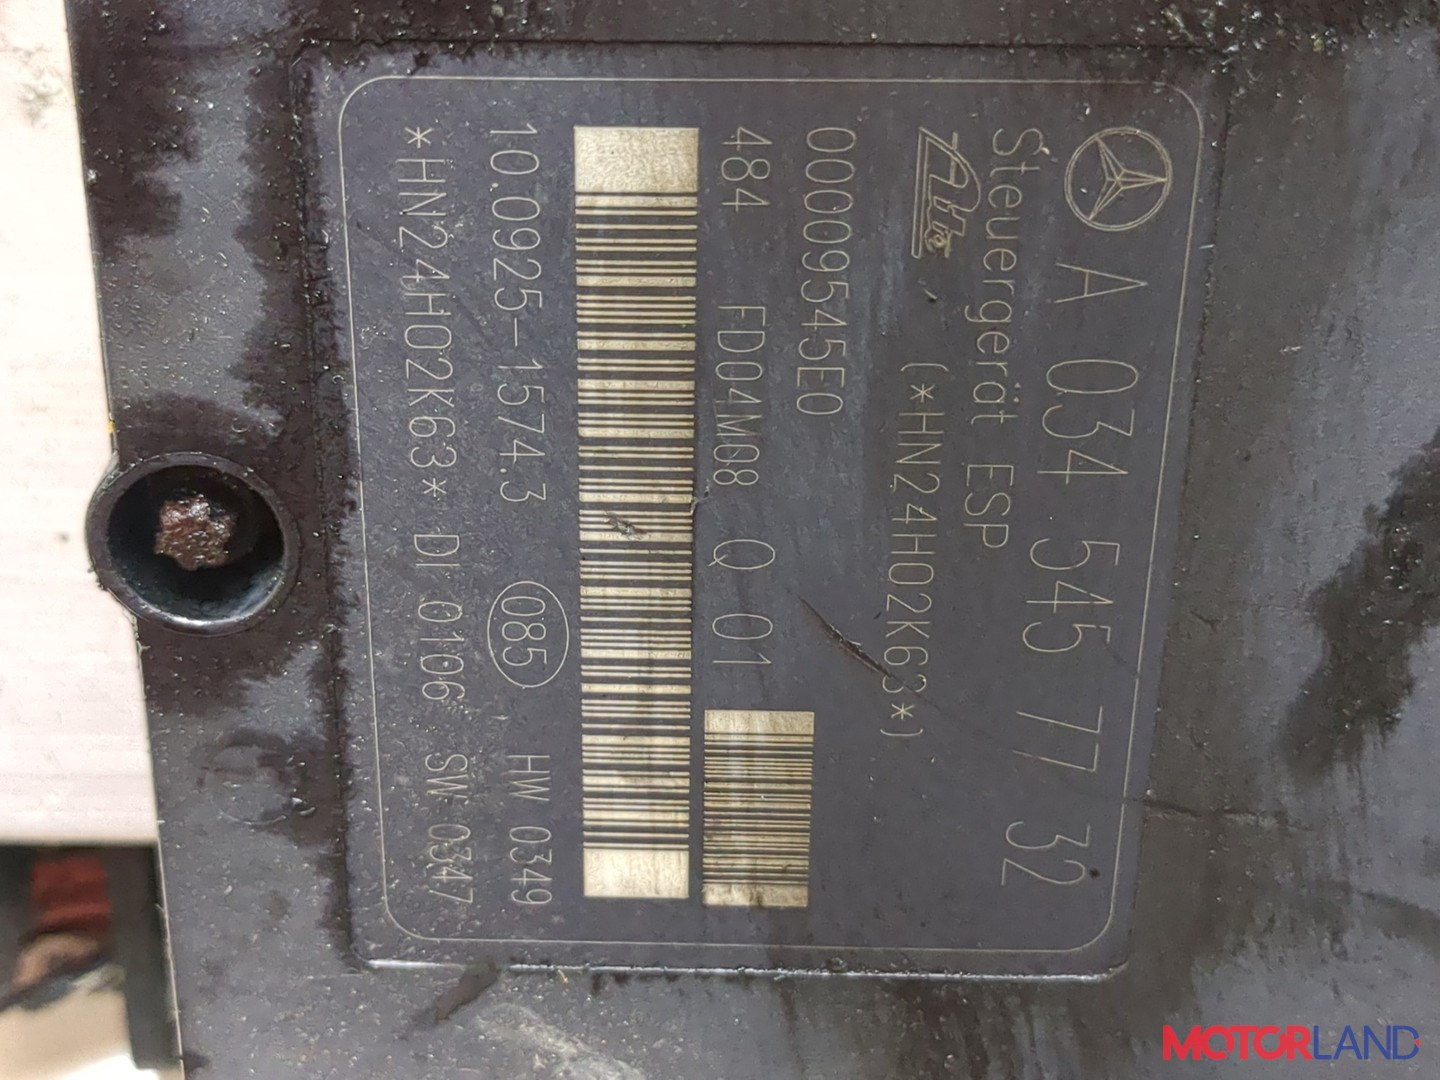 A 034 545 77 32
Steuergerät ESP
Ate (*HN24H02K63*)
00009545E0
484 FD04M08 Q 01
10.0925-1574.3 085 HW 0349
*HN24H02K63* DI 0106 SW 0347
MOTORLAND